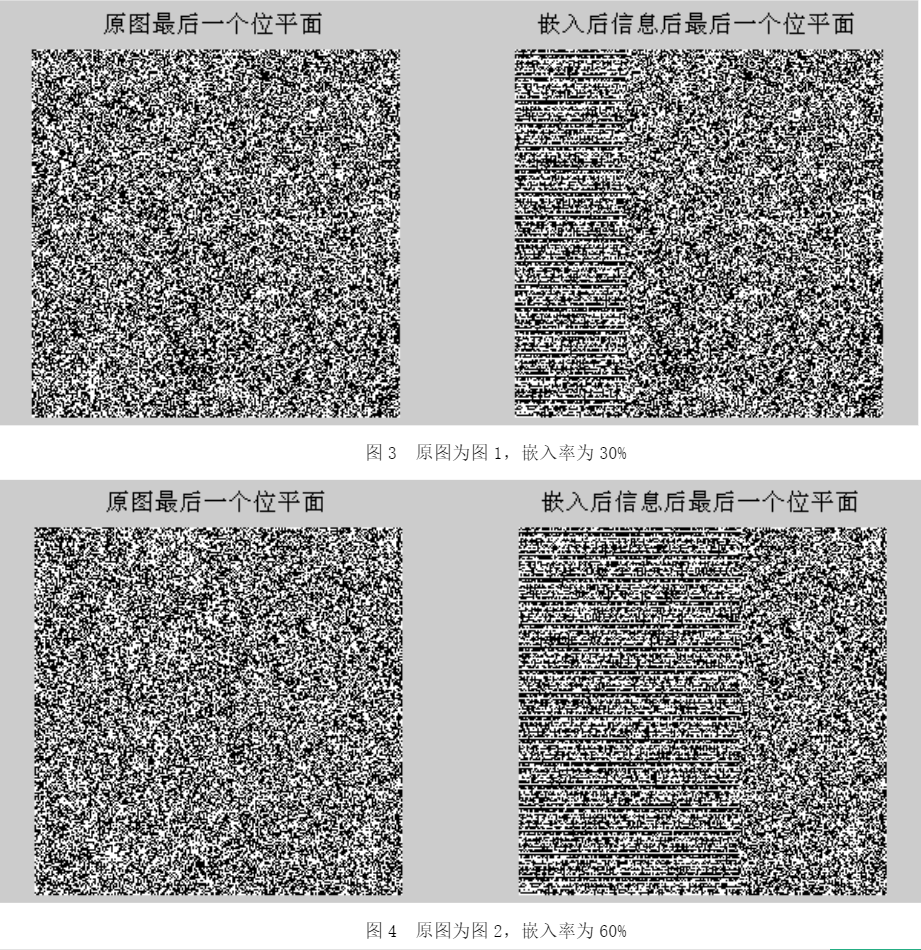 原图最后一个位平面
嵌入后信息后最后一个位平面
图 3 原图为图 1，嵌入率为 30%
原图最后一个位平面
嵌入后信息后最后一个位平面
图 4 原图为图 2，嵌入率为 60%